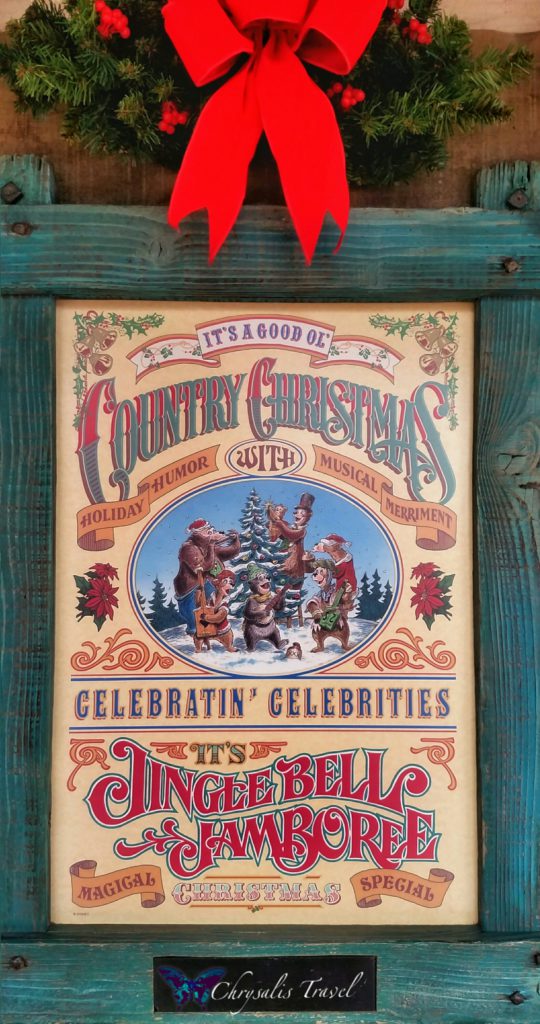 IT'S A GOOD OL'
COUNTRY CHRISTMAS
HOLIDAY HUMOR WITH MUSICAL MERRIMENT
CELEBRATIN' CELEBRITIES
IT'S
JINGLE BELL
JAMBOREE
MAGICAL CHRISTMAS SPECIAL
Chrysalis Travel